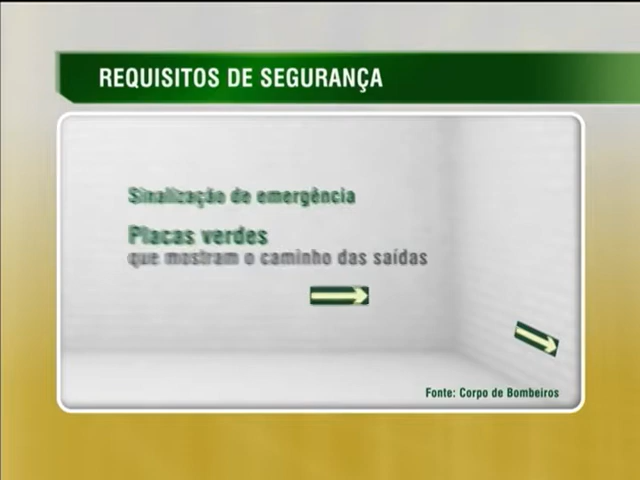 REQUISITOS DE SEGURANÇA
Sinalização de emergência
Placas verdes
que mostram o caminho das saídas
Fonte: Corpo de Bombeiros